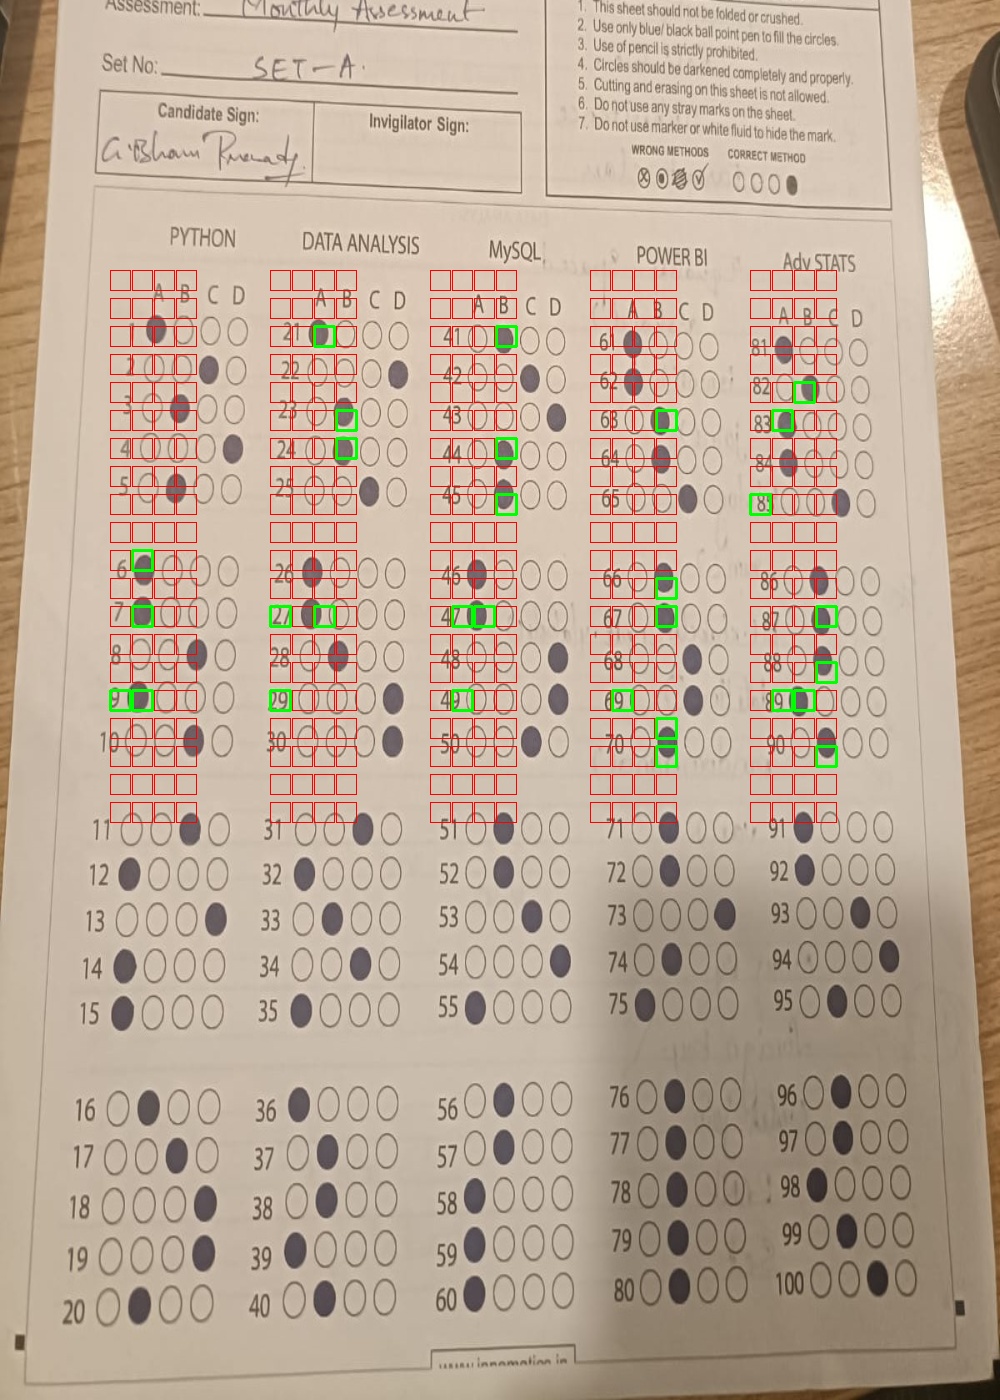 Assessment: Monthly Assessment
Set No: SET-A.
Candidate Sign:
Invigilator Sign:
1. This sheet should not be folded or crushed.
2. Use only blue/ black ball point pen to fill the circles.
3. Use of pencil is strictly prohibited.
4. Circles should be darkened completely and properly.
5. Cutting and erasing on this sheet is not allowed.
6. Do not use any stray marks on the sheet.
7. Do not use marker or white fluid to hide the mark.
WRONG METHODS CORRECT METHOD
PYTHON DATA ANALYSIS MySQL POWER BI Adv STATS
A B C D A B C D A B C D A B C D A B C D
1 21 41 61 81
2 22 42 62 82
3 23 43 63 83
4 24 44 64 84
5 25 45 65 85
6 26 46 66 86
7 27 47 67 87
8 28 48 68 88
9 29 49 69 89
10 30 50 70 90
11 31 51 71 91
12 32 52 72 92
13 33 53 73 93
14 34 54 74 94
15 35 55 75 95
16 36 56 76 96
17 37 57 77 97
18 38 58 78 98
19 39 59 79 99
20 40 60 80 100